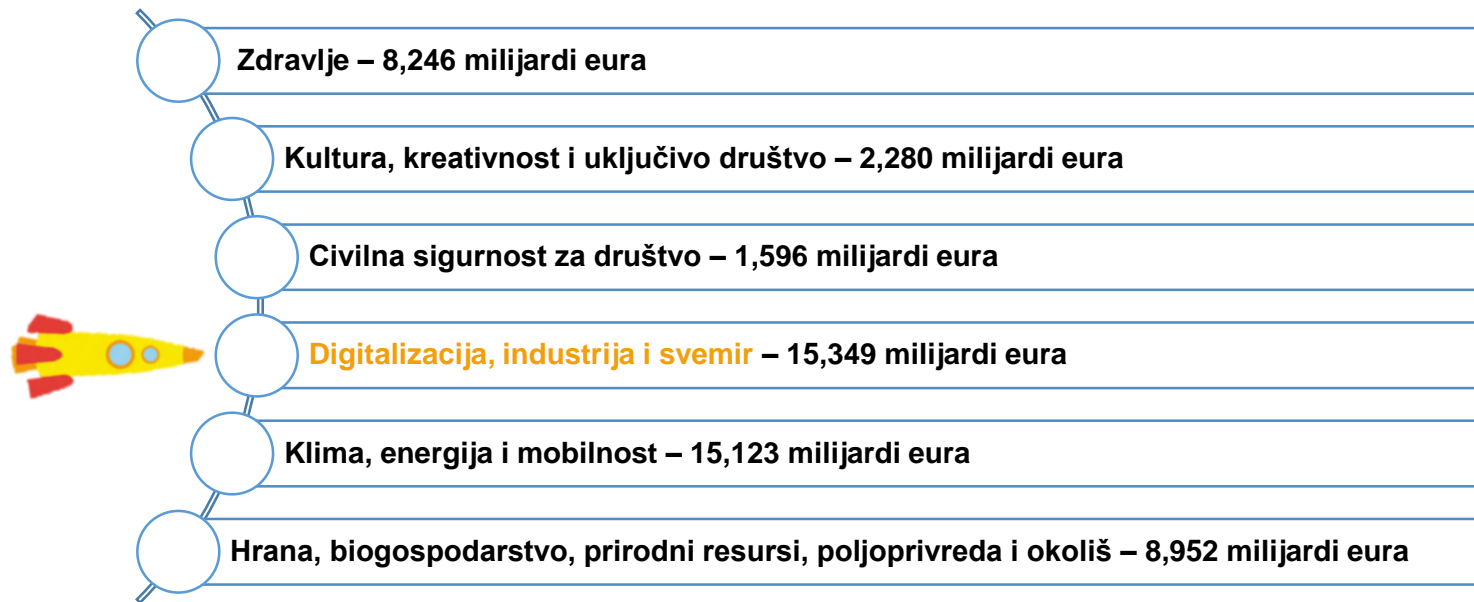 Zdravlje – 8,246 milijardi eura
Kultura, kreativnost i uključivo društvo – 2,280 milijardi eura
Civilna sigurnost za društvo – 1,596 milijardi eura
Digitalizacija, industrija i svemir – 15,349 milijardi eura
Klima, energija i mobilnost – 15,123 milijardi eura
Hrana, biogospodarstvo, prirodni resursi, poljoprivreda i okoliš – 8,952 milijardi eura